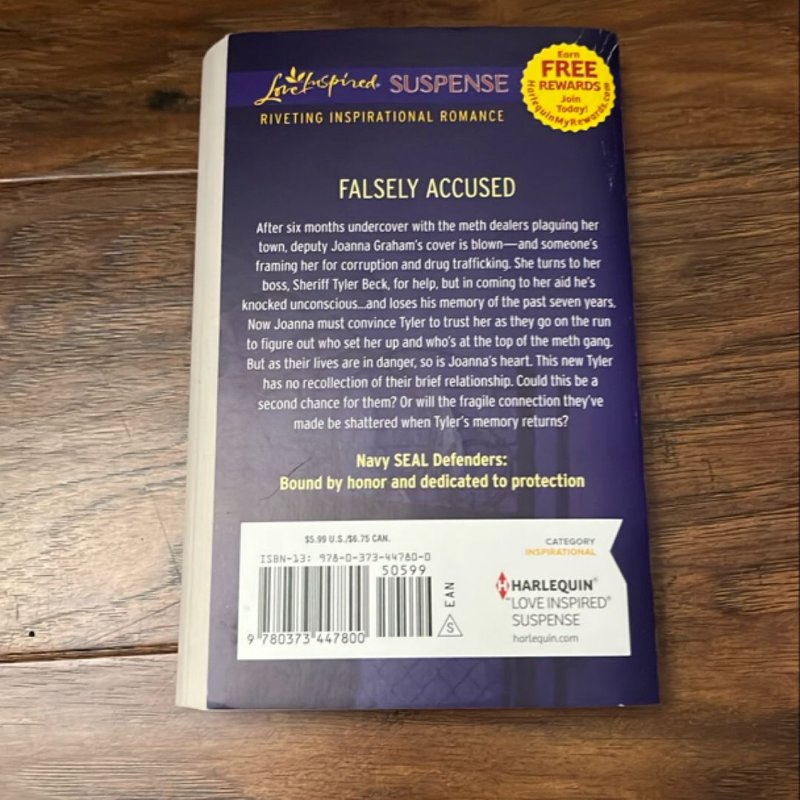 Love Inspired® SUSPENSE
RIVETING INSPIRATIONAL ROMANCE
Earn
FREE
REWARDS
Join
Today!
HarlequinMyRewards.com
FALSELY ACCUSED
After six months undercover with the meth dealers plaguing her
town, deputy Joanna Graham's cover is blown—and someone's
framing her for corruption and drug trafficking. She turns to her
boss, Sheriff Tyler Beck, for help, but in coming to her aid he's
knocked unconscious...and loses his memory of the past seven years.
Now Joanna must convince Tyler to trust her as they go on the run
to figure out who set her up and who's at the top of the meth gang.
But as their lives are in danger, so is Joanna's heart. This new Tyler
has no recollection of their brief relationship. Could this be a
second chance for them? Or will the fragile connection they've
made be shattered when Tyler's memory returns?
Navy SEAL Defenders:
Bound by honor and dedicated to protection
$5.99 U.S./$6.75 CAN.
ISBN-13: 978-0-373-44780-0
50599
9 780373 447800
S
EAN
CATEGORY
INSPIRATIONAL
HARLEQUIN®
™LOVE INSPIRED®
SUSPENSE
harlequin.com